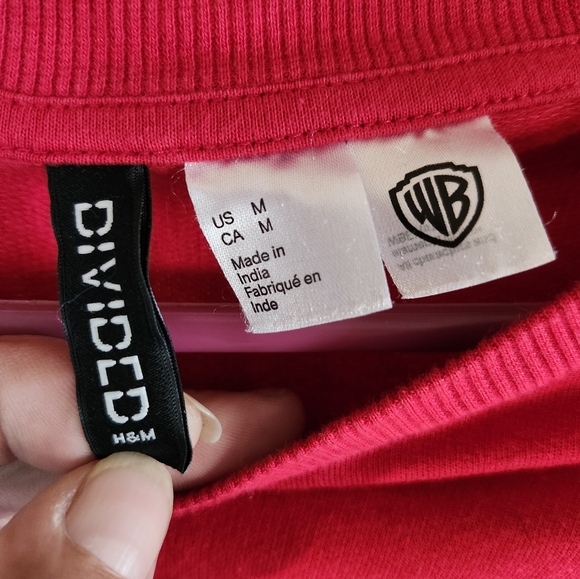 DIVIDED
H&M
US M
CA M
Made in
India
Fabriqué en
Inde
WB